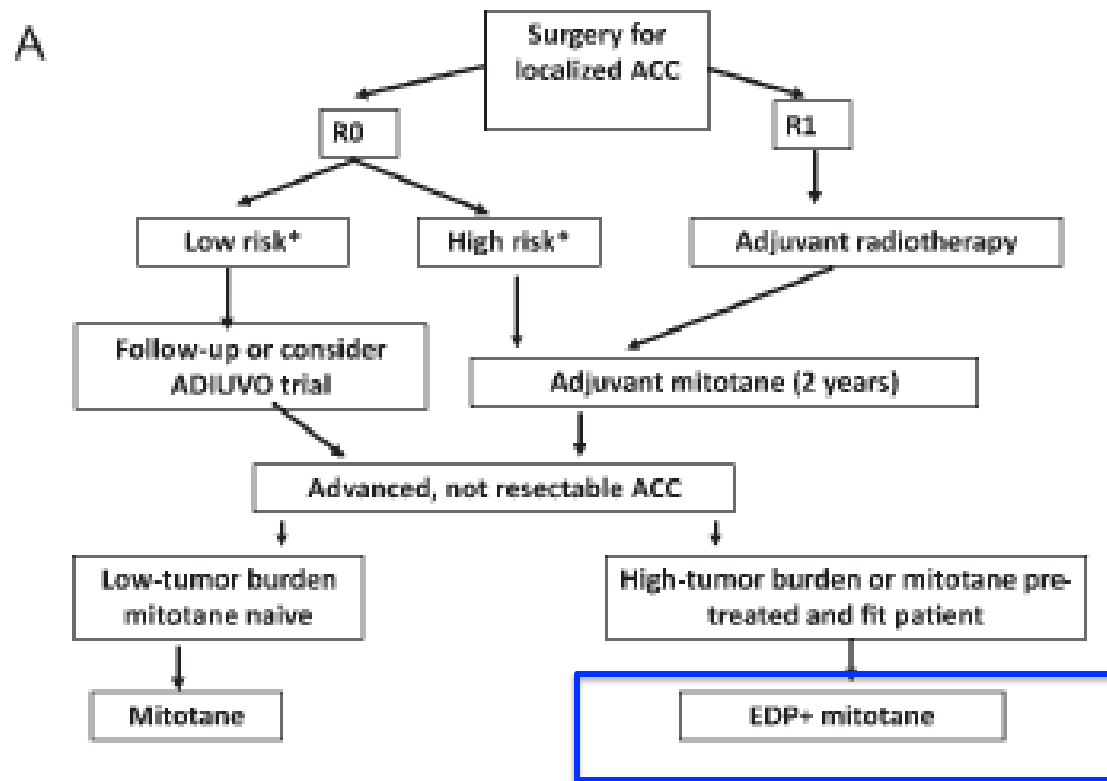 A
Surgery for
localized ACC
R0
R1
Low risk*
High risk*
Adjuvant radiotherapy
Follow-up or consider
ADIUVO trial
Adjuvant mitotane (2 years)
Advanced, not resectable ACC
Low-tumor burden
mitotane naive
High-tumor burden or mitotane pre-
treated and fit patient
Mitotane
EDP+ mitotane